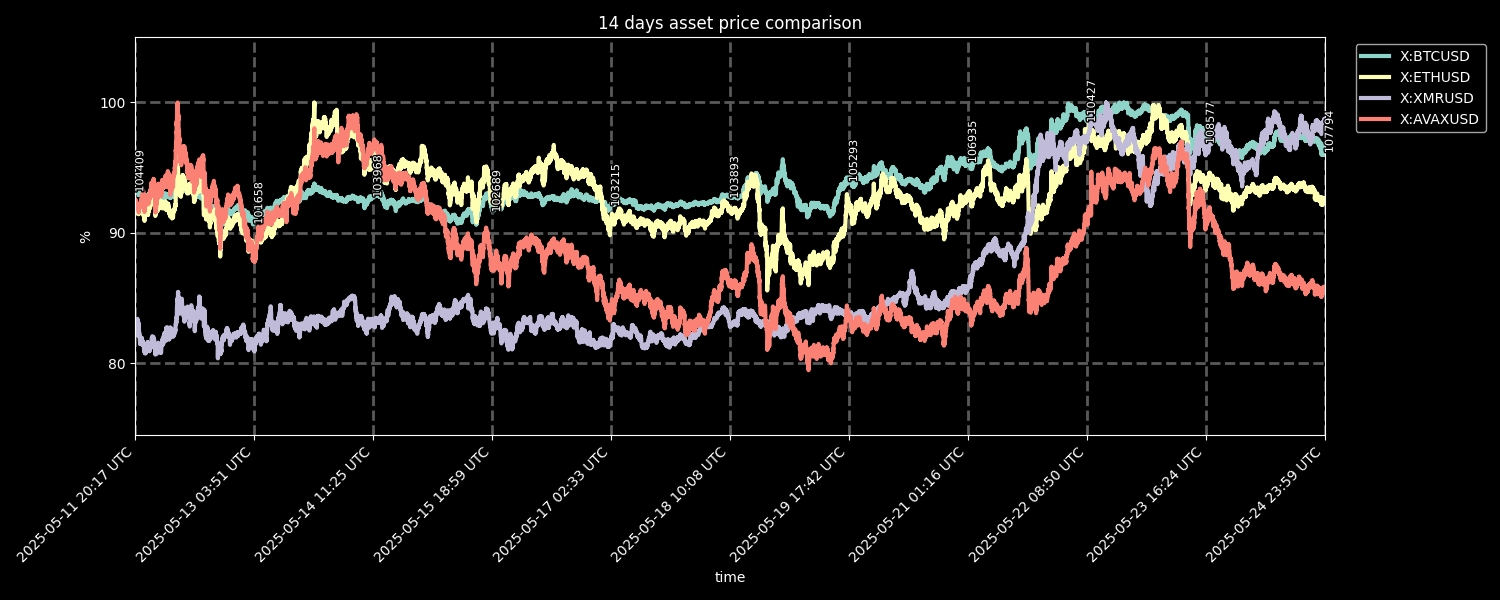 14 days asset price comparison
X:BTCUSD
X:ETHUSD
X:XMRUSD
X:AVAXUSD
100
90
80
%
104409
101658
103968
102689
103215
103893
105293
106935
110427
108577
107794
2025-05-11 20:17 UTC
2025-05-13 03:51 UTC
2025-05-14 11:25 UTC
2025-05-15 18:59 UTC
2025-05-17 02:33 UTC
2025-05-18 10:08 UTC
2025-05-19 17:42 UTC
2025-05-21 01:16 UTC
2025-05-22 08:50 UTC
2025-05-23 16:24 UTC
2025-05-24 23:59 UTC
time